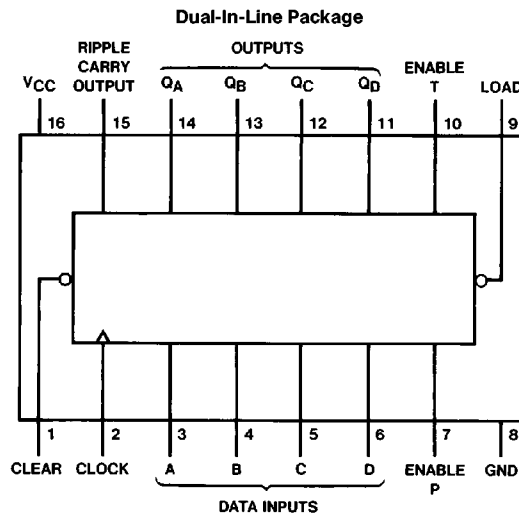 Dual-In-Line Package
RIPPLE
CARRY
OUTPUT
OUTPUTS
ENABLE
T
VCC QA QB QC QD LOAD
16 15 14 13 12 11 10 9
1 2 3 4 5 6 7 8
CLEAR CLOCK A B C D ENABLE
P
GND
DATA INPUTS